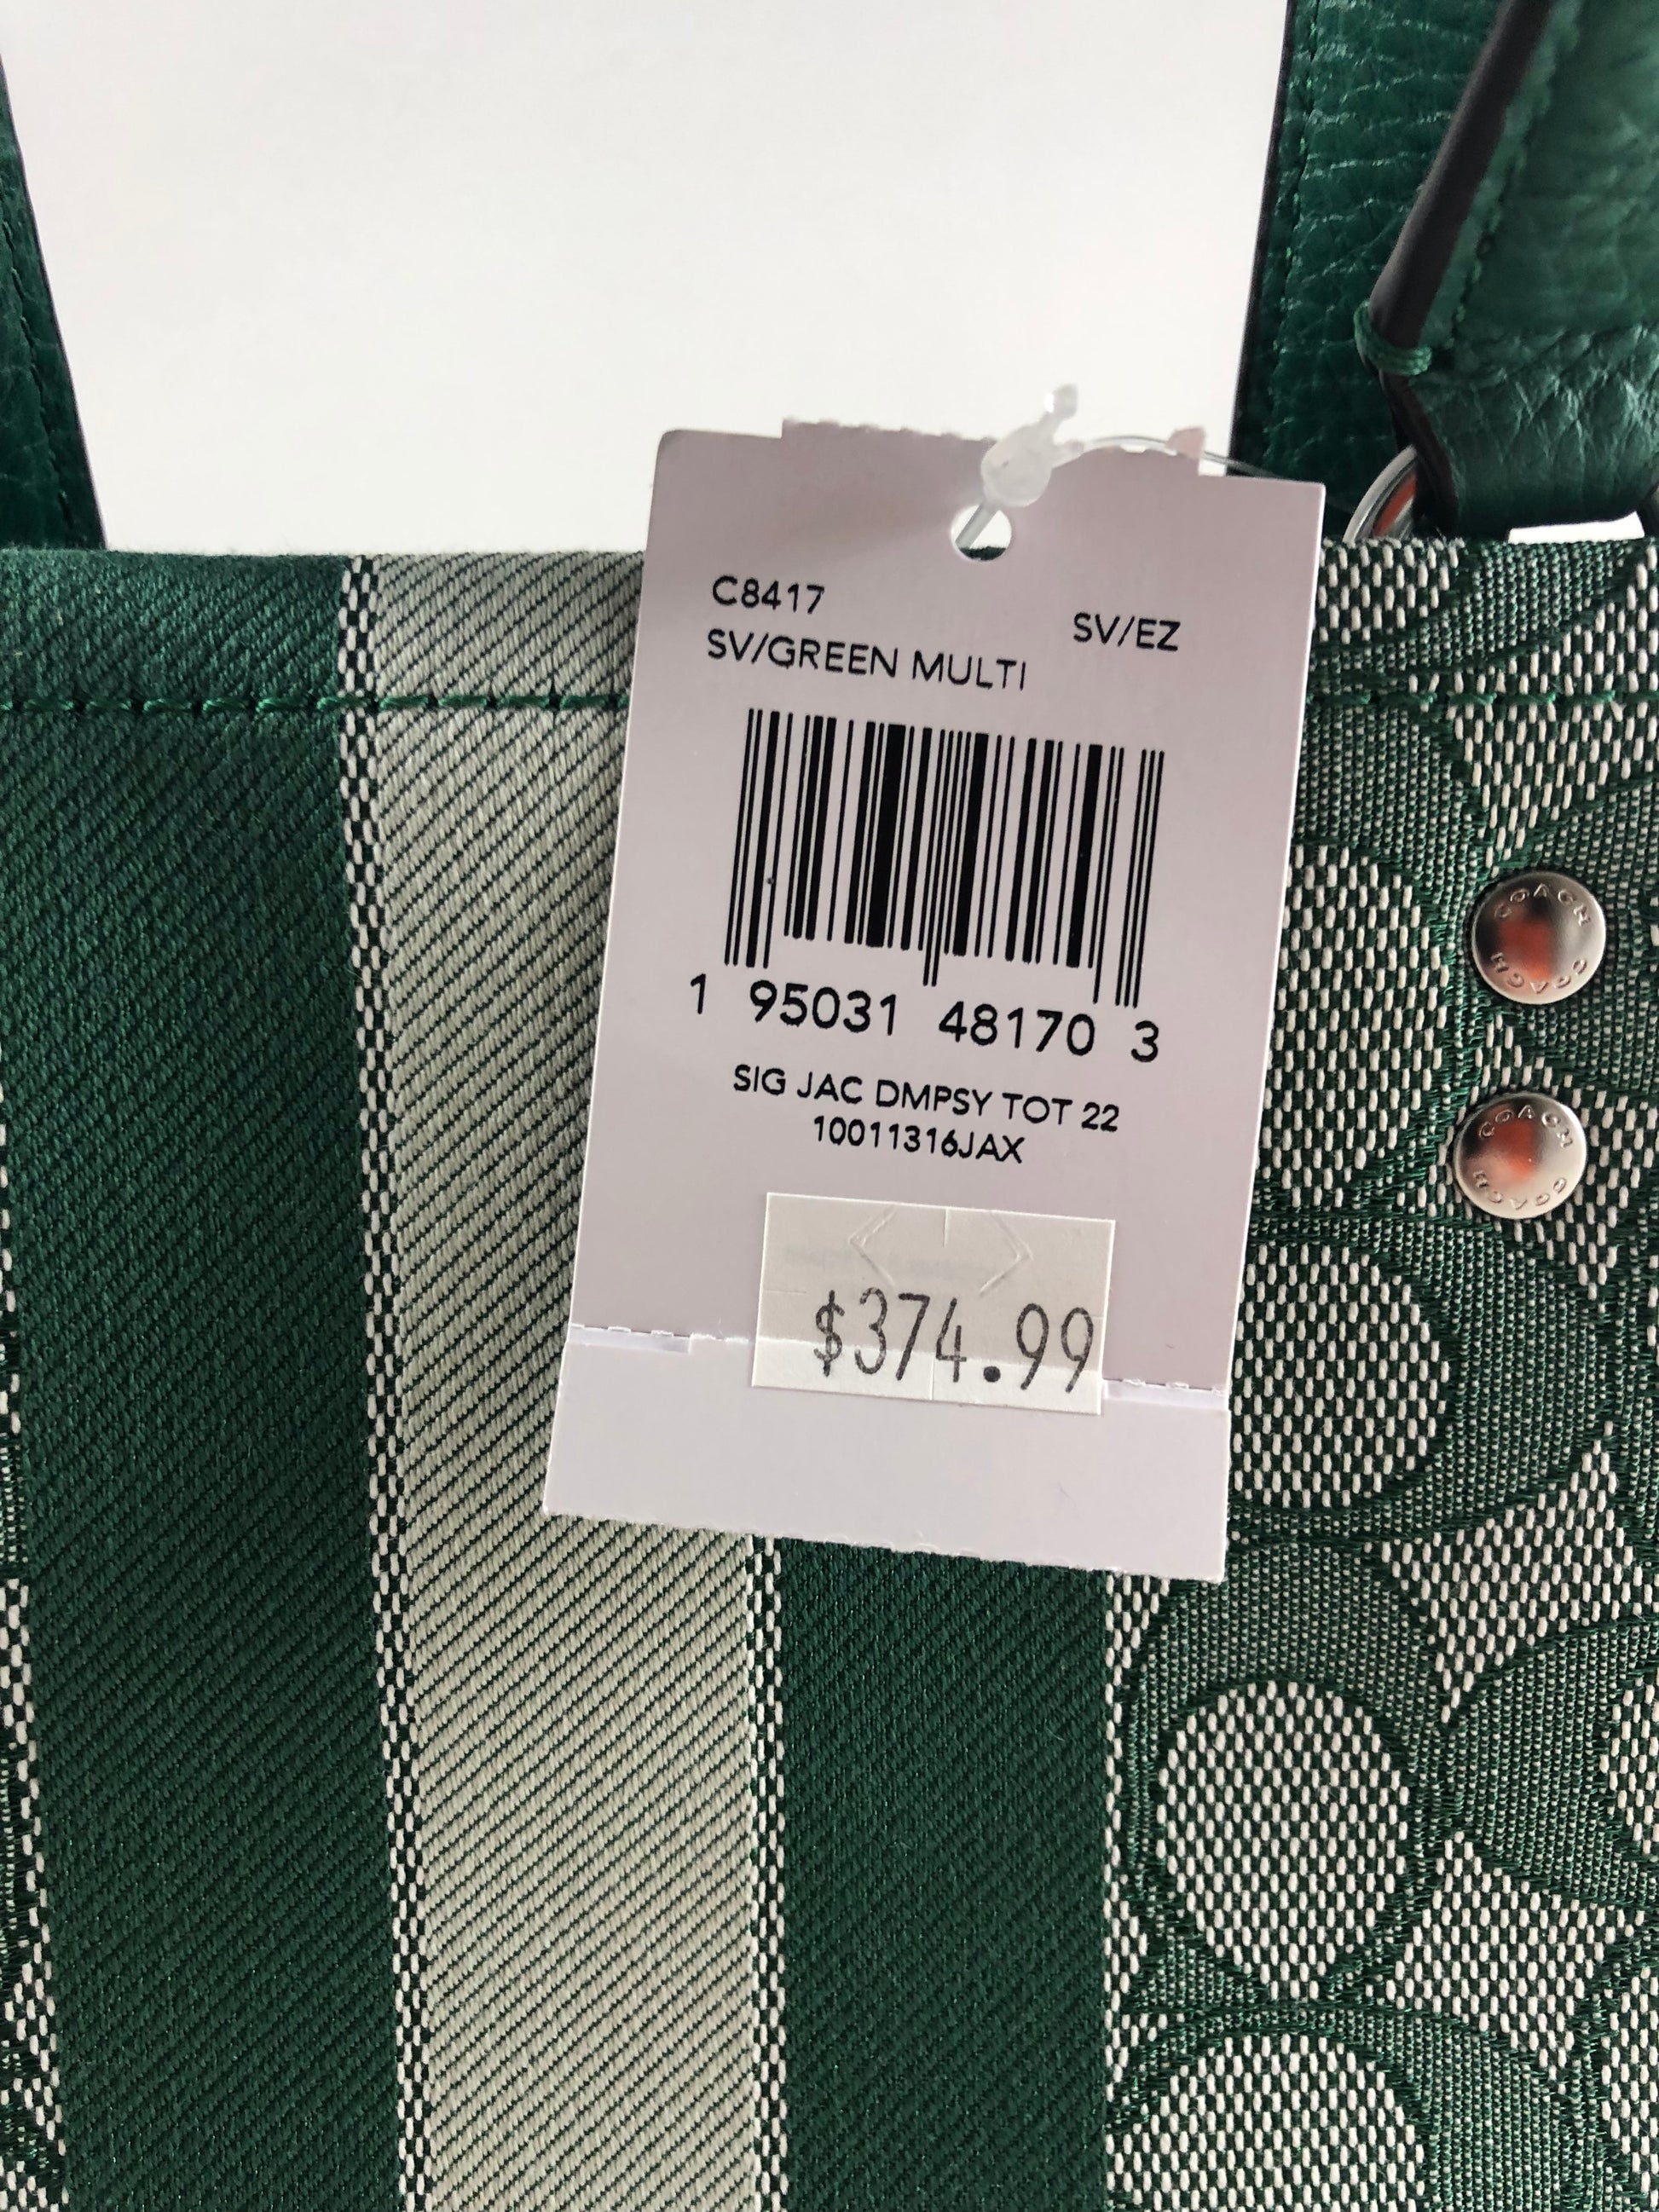 C8417
SV/EZ
SV/GREEN MULTI
1 95031 48170 3
SIG JAC DMPSY TOT 22
10011316JAX
$374.99
COACH COACH
COACH COACH